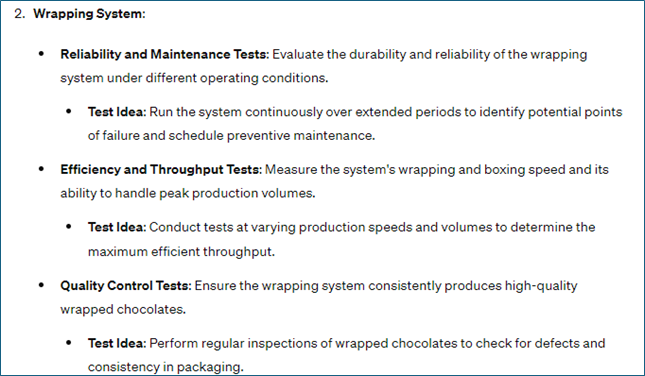 2. Wrapping System:
• Reliability and Maintenance Tests: Evaluate the durability and reliability of the wrapping
system under different operating conditions.
• Test Idea: Run the system continuously over extended periods to identify potential points
of failure and schedule preventive maintenance.
• Efficiency and Throughput Tests: Measure the system's wrapping and boxing speed and its
ability to handle peak production volumes.
• Test Idea: Conduct tests at varying production speeds and volumes to determine the
maximum efficient throughput.
• Quality Control Tests: Ensure the wrapping system consistently produces high-quality
wrapped chocolates.
• Test Idea: Perform regular inspections of wrapped chocolates to check for defects and
consistency in packaging.